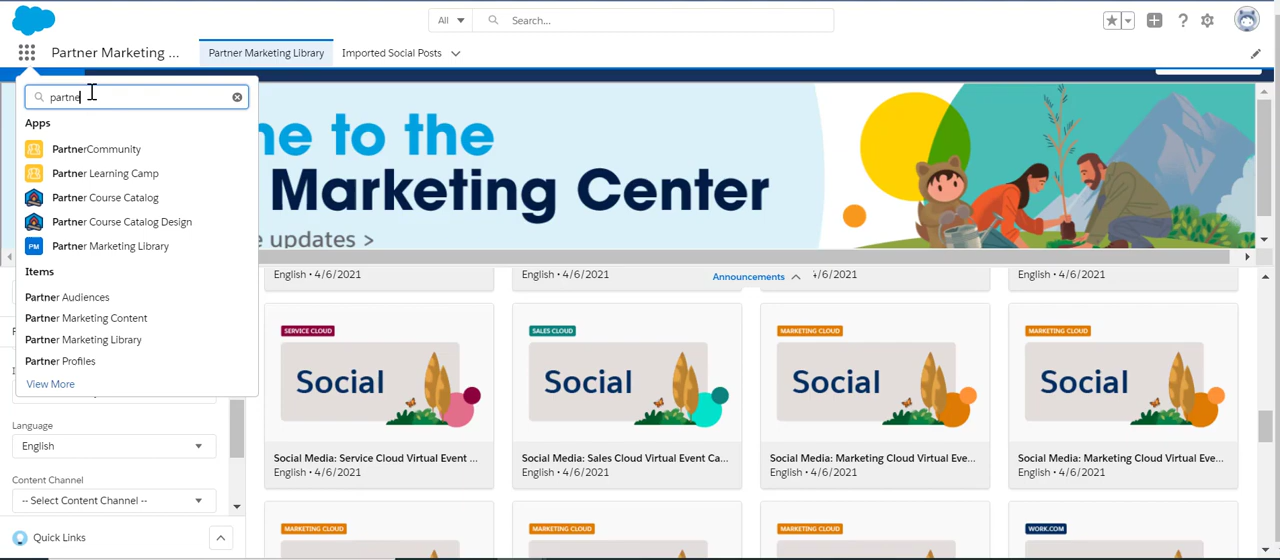 All
Search...
Partner Marketing ...
Partner Marketing Library
Imported Social Posts
partne
Apps
PartnerCommunity
Partner Learning Camp
Partner Course Catalog
Partner Course Catalog Design
PM
Partner Marketing Library
Items
Partner Audiences
Partner Marketing Content
Partner Marketing Library
Partner Profiles
View More
me to the
Marketing Center
e updates >
English • 4/6/2021
English • 4/6/2021
Announcements
4/6/2021
English • 4/6/2021
SERVICE CLOUD
SALES CLOUD
MARKETING CLOUD
MARKETING CLOUD
Social
Social
Social
Social
Social Media: Service Cloud Virtual Event ...
Social Media: Sales Cloud Virtual Event Ca...
Social Media: Marketing Cloud Virtual Eve...
Social Media: Marketing Cloud Virtual Eve...
English • 4/6/2021
English • 4/6/2021
English • 4/6/2021
English • 4/6/2021
Language
English
Content Channel
-- Select Content Channel --
Quick Links
MARKETING CLOUD
MARKETING CLOUD
MARKETING CLOUD
WORK.COM